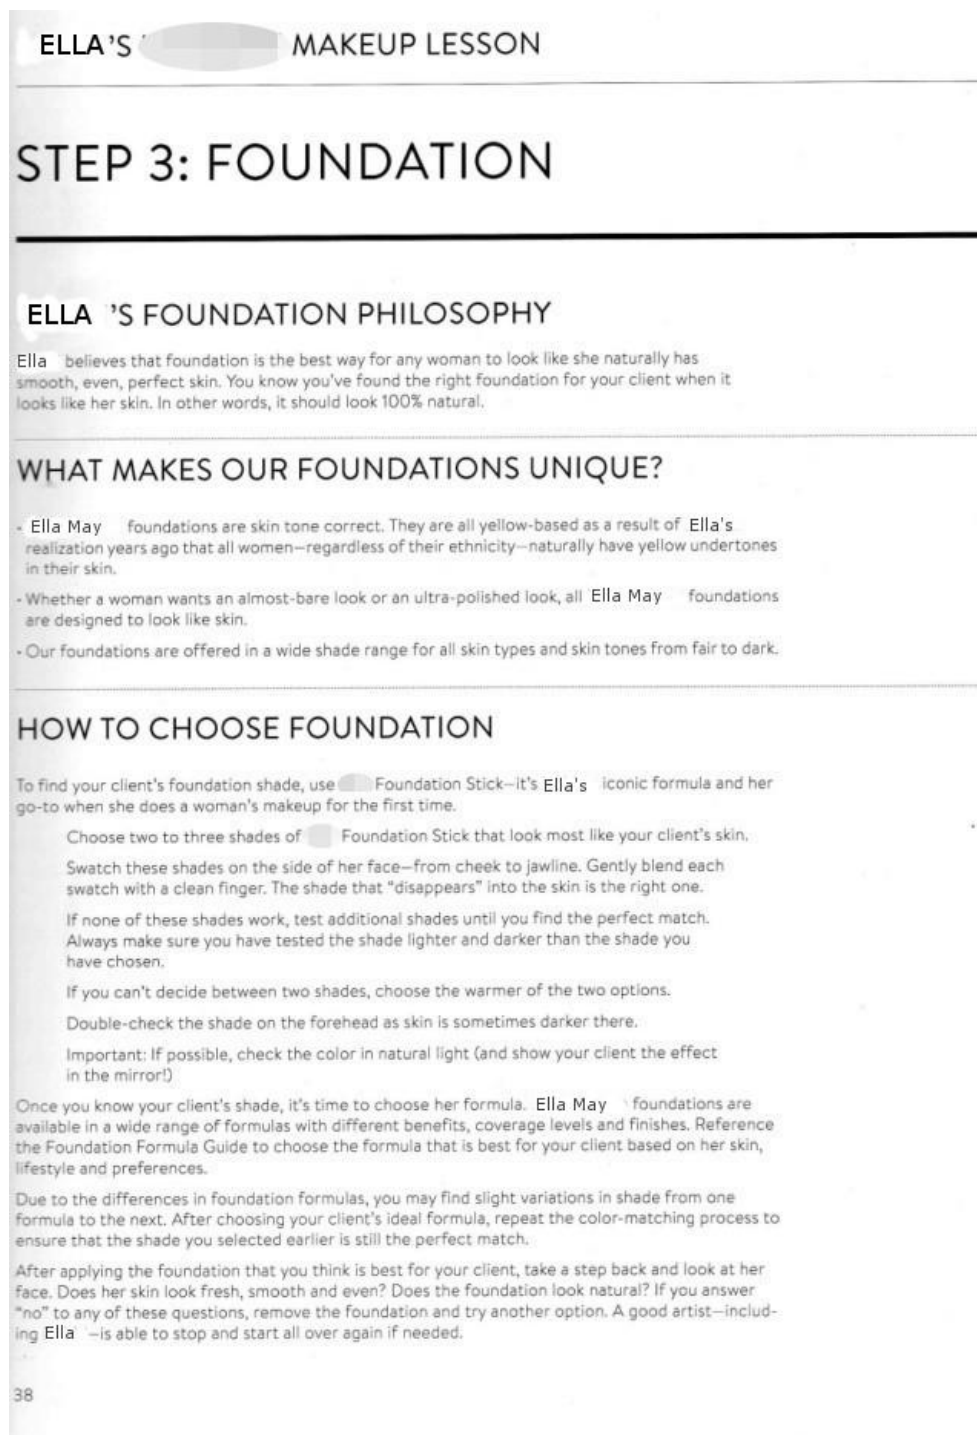 ELLA'S MAKEUP LESSON
STEP 3: FOUNDATION
ELLA 'S FOUNDATION PHILOSOPHY
Ella believes that foundation is the best way for any woman to look like she naturally has
smooth, even, perfect skin. You know you've found the right foundation for your client when it
looks like her skin. In other words, it should look 100% natural.
WHAT MAKES OUR FOUNDATIONS UNIQUE?
- Ella May foundations are skin tone correct. They are all yellow-based as a result of Ella's
realization years ago that all women—regardless of their ethnicity—naturally have yellow undertones
in their skin.
- Whether a woman wants an almost-bare look or an ultra-polished look, all Ella May foundations
are designed to look like skin.
- Our foundations are offered in a wide shade range for all skin types and skin tones from fair to dark.
HOW TO CHOOSE FOUNDATION
To find your client's foundation shade, use Foundation Stick—it's Ella's iconic formula and her
go-to when she does a woman's makeup for the first time.
Choose two to three shades of Foundation Stick that look most like your client's skin.
Swatch these shades on the side of her face—from cheek to jawline. Gently blend each
swatch with a clean finger. The shade that "disappears" into the skin is the right one.
If none of these shades work, test additional shades until you find the perfect match.
Always make sure you have tested the shade lighter and darker than the shade you
have chosen.
If you can't decide between two shades, choose the warmer of the two options.
Double-check the shade on the forehead as skin is sometimes darker there.
Important: If possible, check the color in natural light (and show your client the effect
in the mirror!)
Once you know your client's shade, it's time to choose her formula. Ella May foundations are
available in a wide range of formulas with different benefits, coverage levels and finishes. Reference
the Foundation Formula Guide to choose the formula that is best for your client based on her skin,
lifestyle and preferences.
Due to the differences in foundation formulas, you may find slight variations in shade from one
formula to the next. After choosing your client's ideal formula, repeat the color-matching process to
ensure that the shade you selected earlier is still the perfect match.
After applying the foundation that you think is best for your client, take a step back and look at her
face. Does her skin look fresh, smooth and even? Does the foundation look natural? If you answer
"no" to any of these questions, remove the foundation and try another option. A good artist—includ-
ing Ella —is able to stop and start all over again if needed.
38